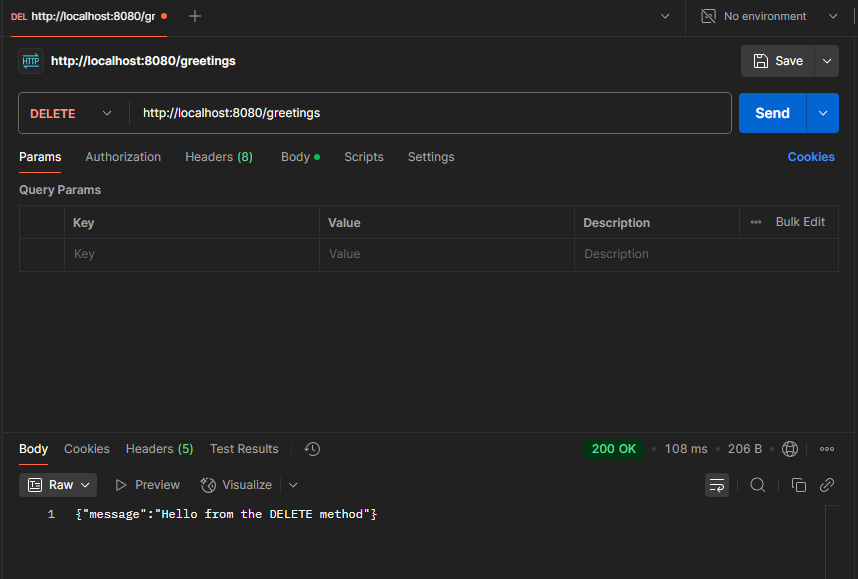 DEL http://localhost:8080/gr
No environment
HTTP http://localhost:8080/greetings
Save
DELETE http://localhost:8080/greetings
Send
Params Authorization Headers (8) Body Scripts Settings Cookies
Query Params
Key Value Description ••• Bulk Edit
Key Value Description
Body Cookies Headers (5) Test Results 200 OK • 108 ms • 206 B •
Raw Preview Visualize
1 {"message":"Hello from the DELETE method"}